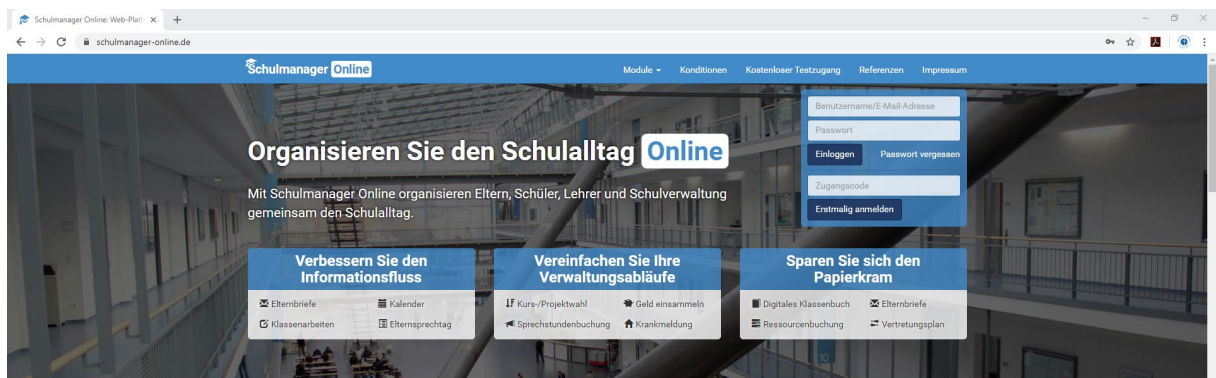 Schulmanager Online: Web-Platt
schulmanager-online.de
Schulmanager Online
Module Konditionen Kostenloser Testzugang Referenzen Impressum
Benutzername/E-Mail-Adresse
Passwort
Einloggen Passwort vergessen
Zugangscode
Erstmalig anmelden
Organisieren Sie den Schulalltag Online
Mit Schulmanager Online organisieren Eltern, Schüler, Lehrer und Schulverwaltung
gemeinsam den Schulalltag.
Verbessern Sie den
Informationsfluss
Elternbriefe Kalender
Klassenarbeiten Elternsprechtag
Vereinfachen Sie Ihre
Verwaltungsabläufe
Kurs-/Projektwahl Geld einsammeln
Sprechstundenbuchung Krankmeldung
Sparen Sie sich den
Papierkram
Digitales Klassenbuch Elternbriefe
Ressourcenbuchung Vertretungsplan
10